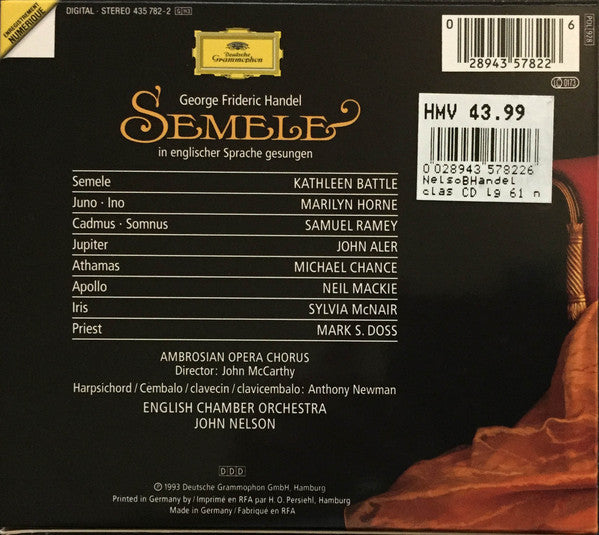 ENREGISTREMENT
NUMÉRIQUE
DIGITAL · STEREO 435 782-2 GH3
Deutsche
Grammophon
0 28943 57822 6
POL/928
George Frideric Handel
SEMELE
in englischer Sprache gesungen
HMV 43.99
0 028943 578226
NelsoBHandel
clas CD lg 61 n
Semele KATHLEEN BATTLE
Juno · Ino MARILYN HORNE
Cadmus · Somnus SAMUEL RAMEY
Jupiter JOHN ALER
Athamas MICHAEL CHANCE
Apollo NEIL MACKIE
Iris SYLVIA McNAIR
Priest MARK S. DOSS
AMBROSIAN OPERA CHORUS
Director: John McCarthy
Harpsichord / Cembalo / clavecin / clavicembalo: Anthony Newman
ENGLISH CHAMBER ORCHESTRA
JOHN NELSON
DDD
℗ 1993 Deutsche Grammophon GmbH, Hamburg
Printed in Germany by / Imprimé en RFA par H. O. Persiehl, Hamburg
Made in Germany / Fabriqué en RFA